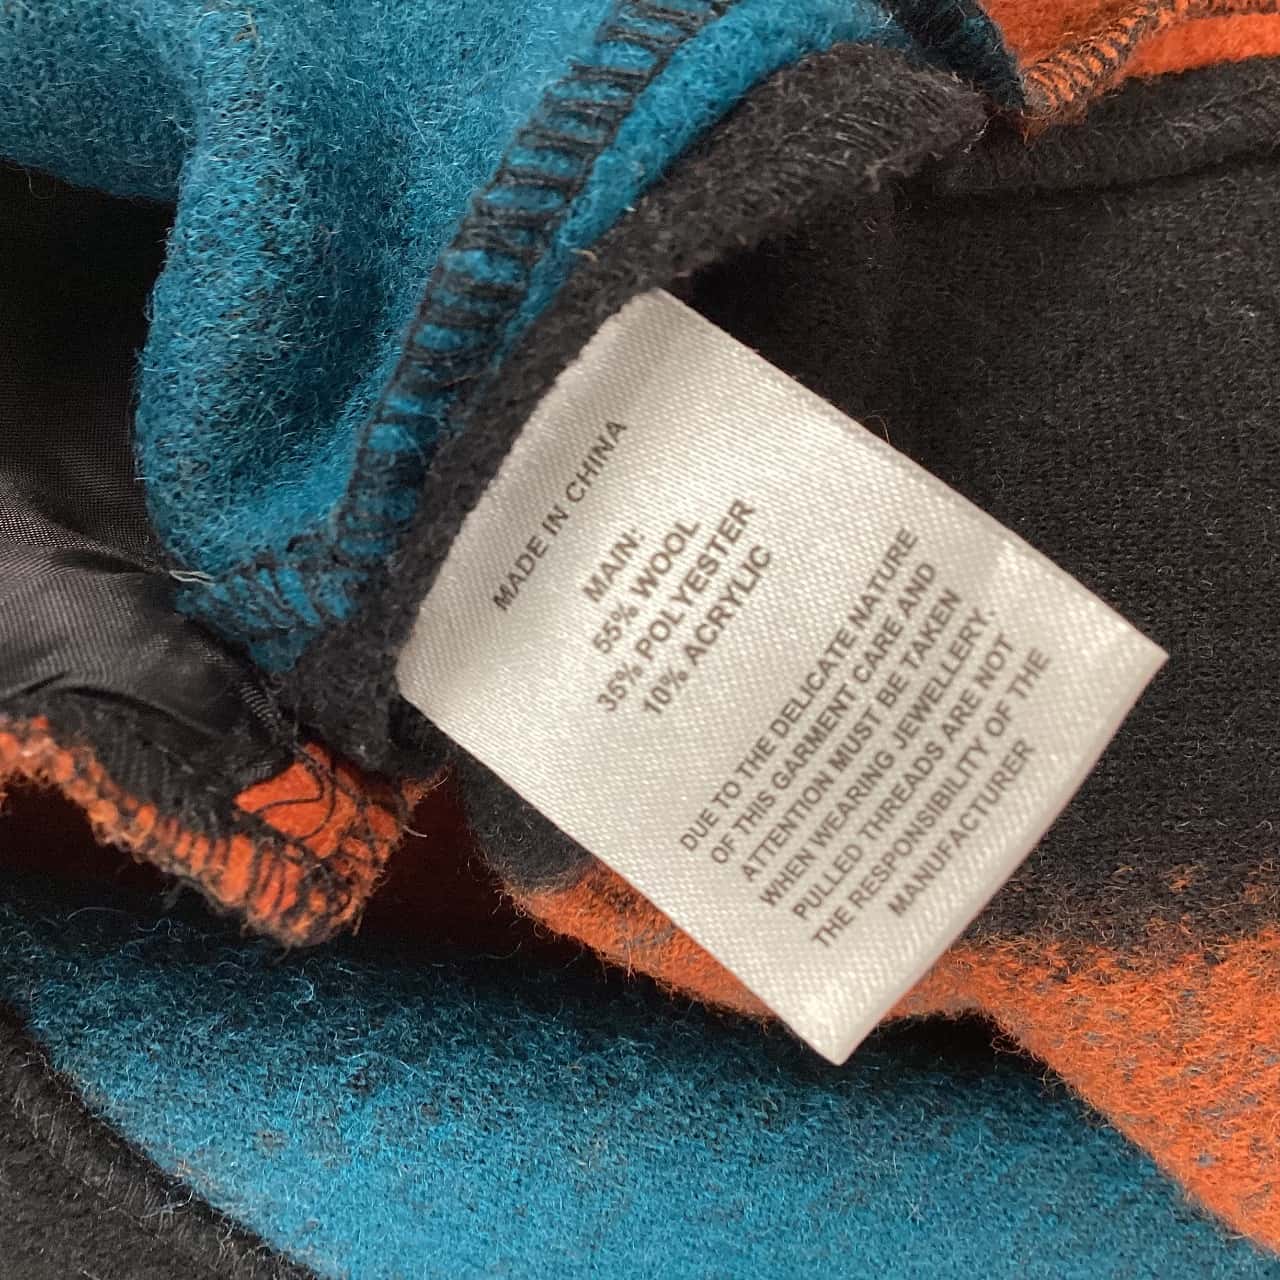 MADE IN CHINA
MAIN:
55% WOOL
35% POLYESTER
10% ACRYLIC
DUE TO THE DELICATE NATURE
OF THIS GARMENT CARE AND
ATTENTION MUST BE TAKEN
WHEN WEARING JEWELLERY.
PULLED THREADS ARE NOT
THE RESPONSIBILITY OF THE
MANUFACTURER